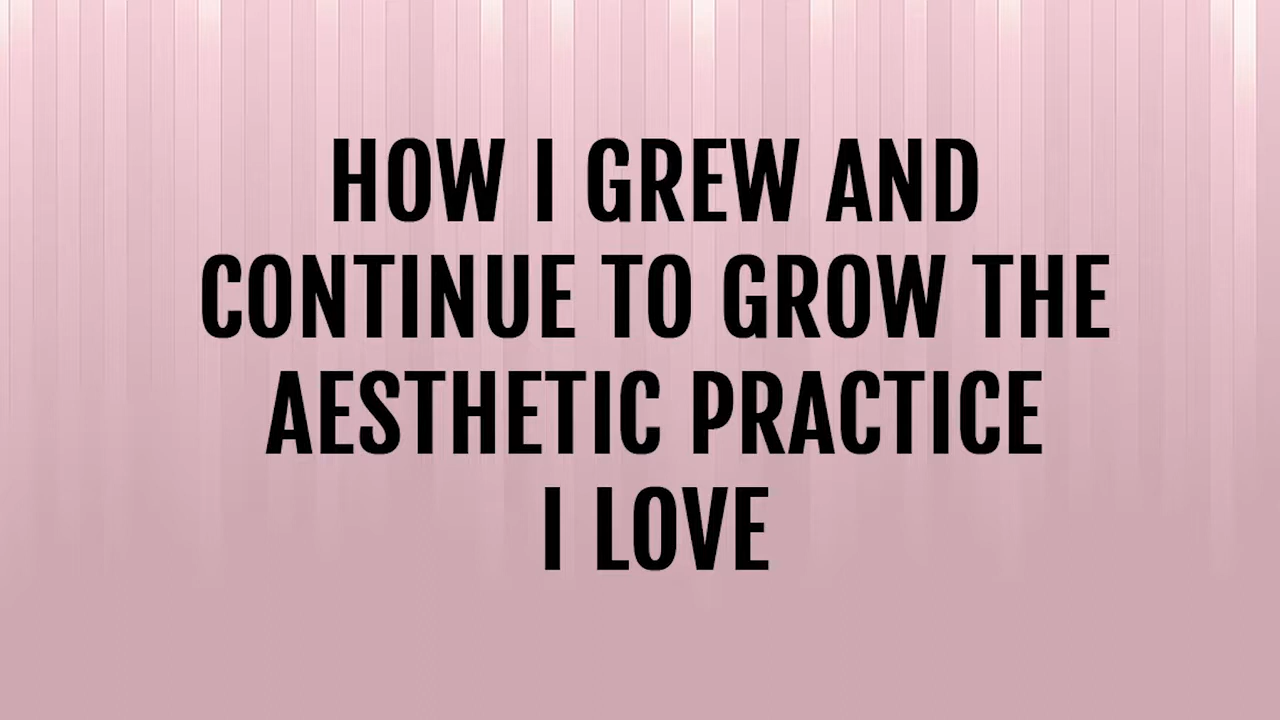 HOW I GREW AND
CONTINUE TO GROW THE
AESTHETIC PRACTICE
I LOVE